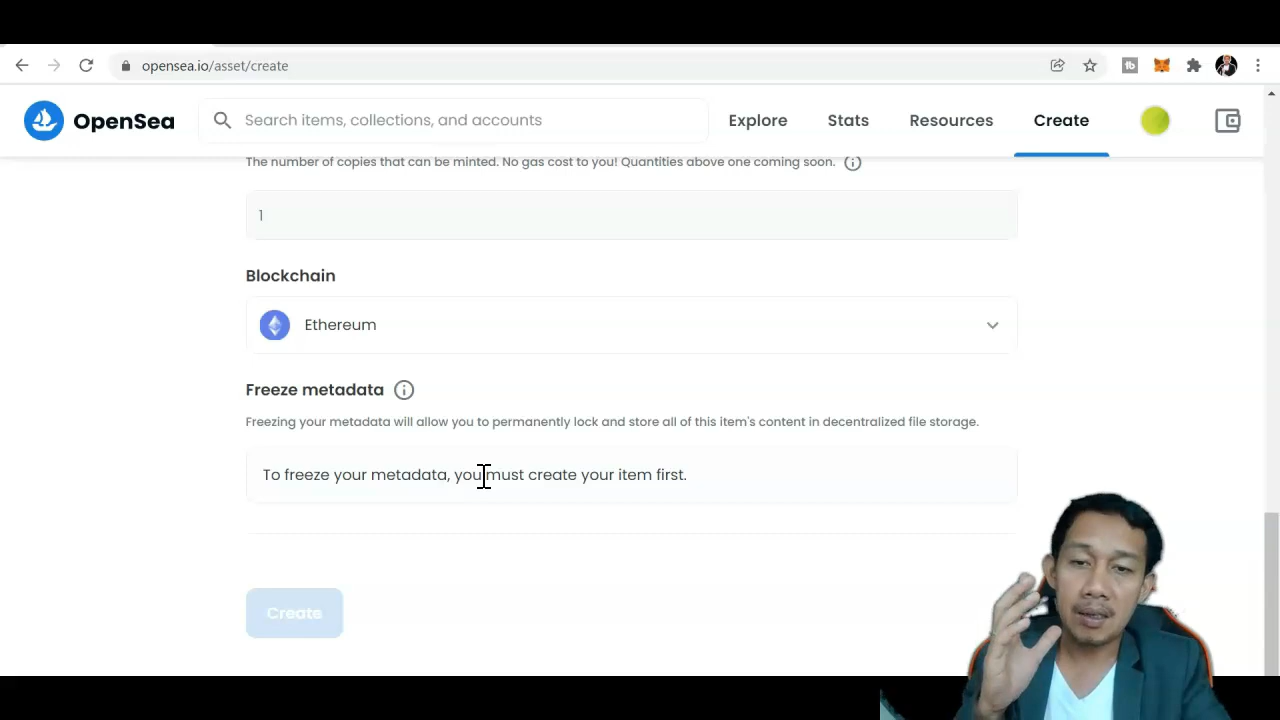 opensea.io/asset/create
OpenSea
Search items, collections, and accounts
Explore
Stats
Resources
Create
The number of copies that can be minted. No gas cost to you! Quantities above one coming soon.
1
Blockchain
Ethereum
Freeze metadata
Freezing your metadata will allow you to permanently lock and store all of this item's content in decentralized file storage.
To freeze your metadata, you must create your item first.
Create